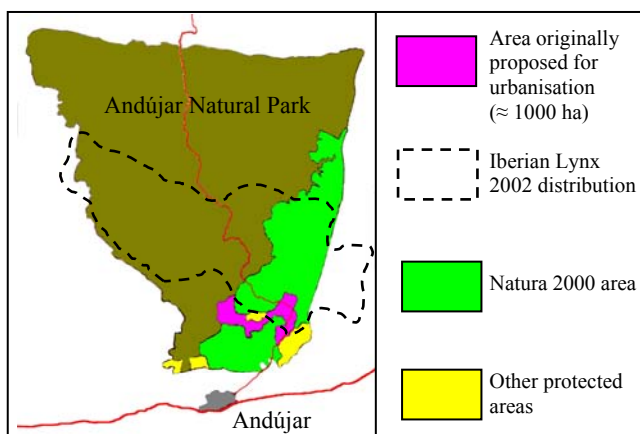 Andújar Natural Park
Andújar
Area originally
proposed for
urbanisation
(≈ 1000 ha)
Iberian Lynx
2002 distribution
Natura 2000 area
Other protected
areas